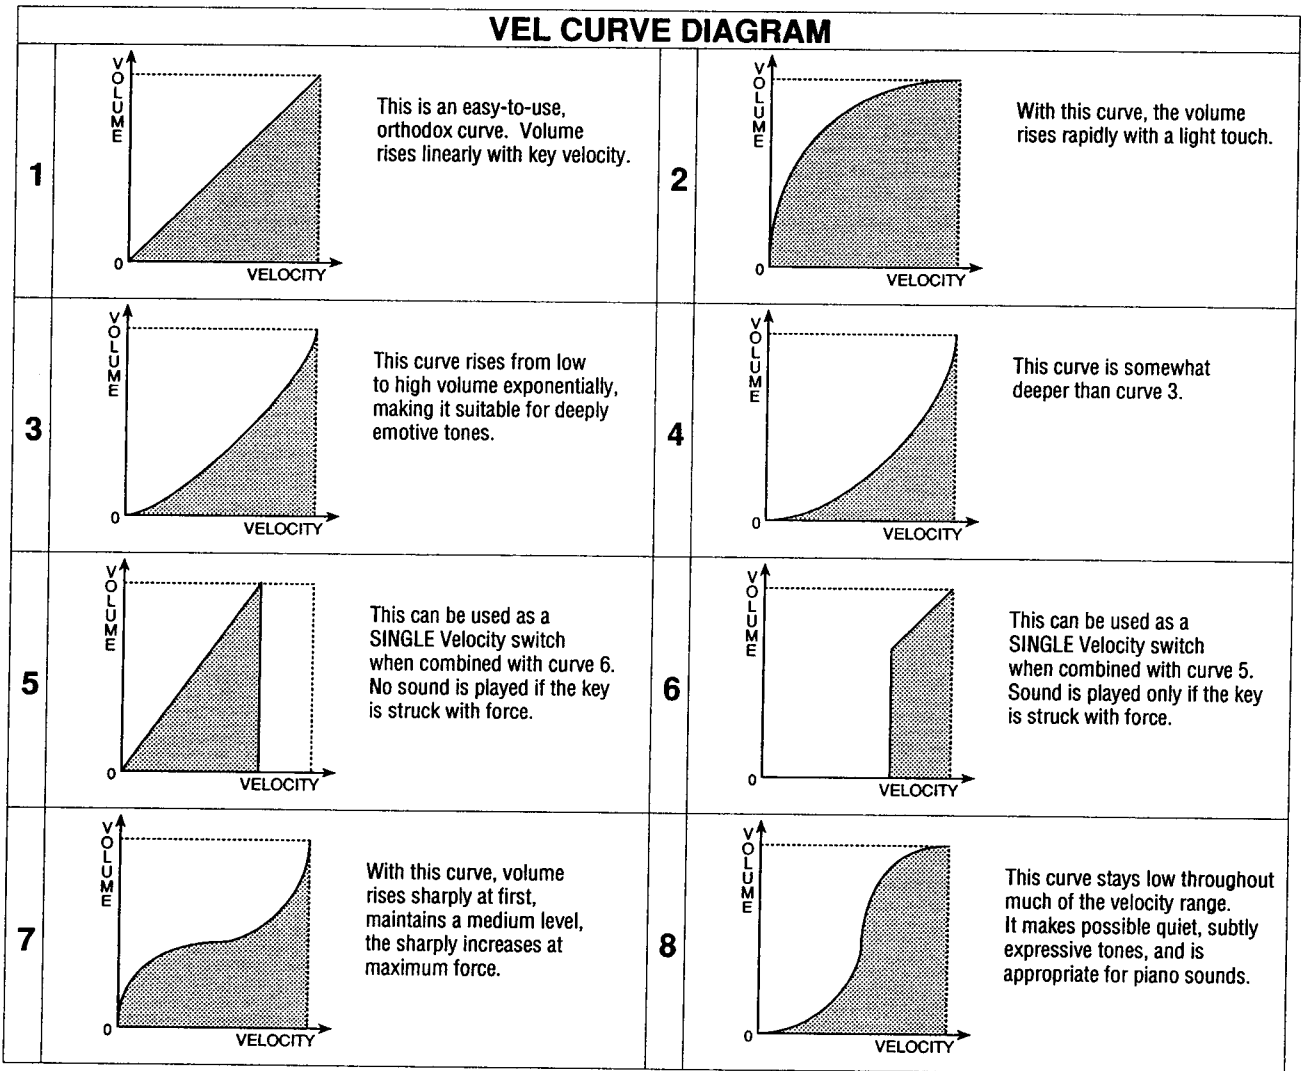 VEL CURVE DIAGRAM
1
VOLUME
0
VELOCITY
This is an easy-to-use,
orthodox curve. Volume
rises linearly with key velocity.
2
VOLUME
0
VELOCITY
With this curve, the volume
rises rapidly with a light touch.
3
VOLUME
0
VELOCITY
This curve rises from low
to high volume exponentially,
making it suitable for deeply
emotive tones.
4
VOLUME
0
VELOCITY
This curve is somewhat
deeper than curve 3.
5
VOLUME
0
VELOCITY
This can be used as a
SINGLE Velocity switch
when combined with curve 6.
No sound is played if the key
is struck with force.
6
VOLUME
0
VELOCITY
This can be used as a
SINGLE Velocity switch
when combined with curve 5.
Sound is played only if the key
is struck with force.
7
VOLUME
0
VELOCITY
With this curve, volume
rises sharply at first,
maintains a medium level,
the sharply increases at
maximum force.
8
VOLUME
0
VELOCITY
This curve stays low throughout
much of the velocity range.
It makes possible quiet, subtly
expressive tones, and is
appropriate for piano sounds.